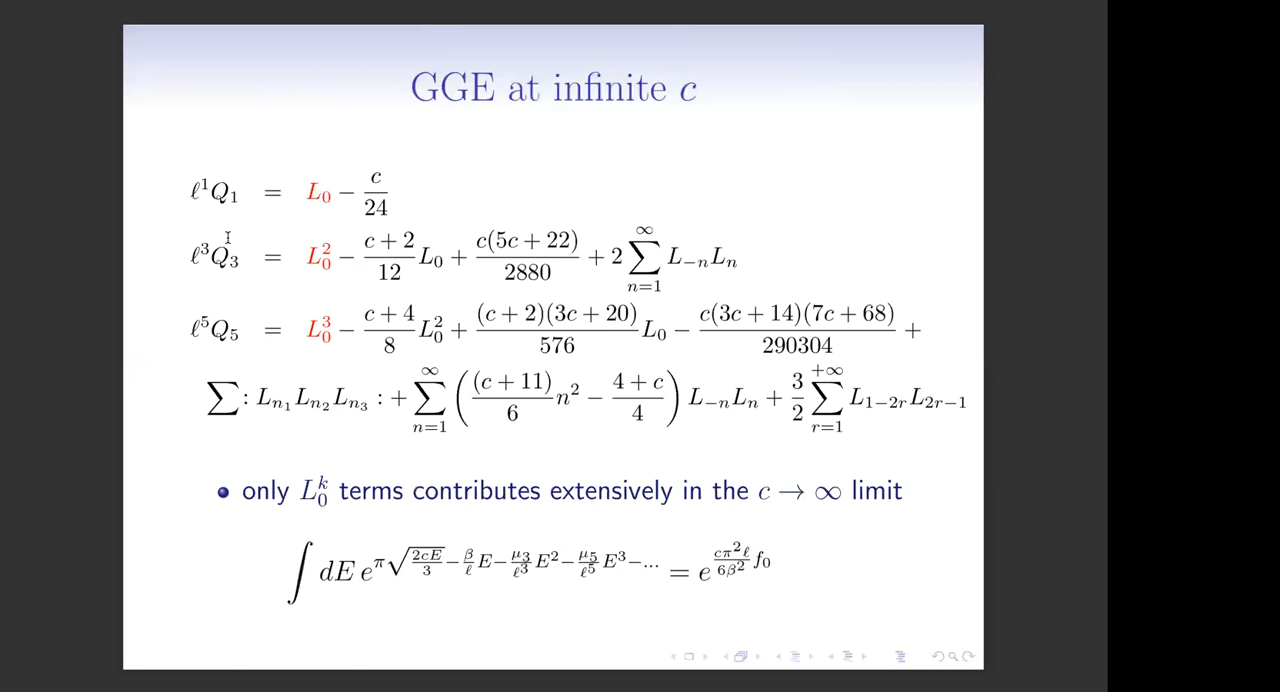 GGE at infinite c
ℓ¹Q₁ = L₀ − c/24
ℓ³Q₃ = L₀² − (c+2)/12 L₀ + c(5c+22)/2880 + 2 ∑_{n=1}^{∞} L₋ₙLₙ
ℓ⁵Q₅ = L₀³ − (c+4)/8 L₀² + (c+2)(3c+20)/576 L₀ − c(3c+14)(7c+68)/290304 +
∑ : L_{n₁}L_{n₂}L_{n₃} : + ∑_{n=1}^{∞} ( (c+11)/6 n² − (4+c)/4 ) L₋ₙLₙ + 3/2 ∑_{r=1}^{+∞} L_{1−2r}L_{2r−1}
• only L₀ᵏ terms contributes extensively in the c → ∞ limit
∫ dE e^{π√(2cE/3) − β/ℓ E − μ₃/ℓ³ E² − μ₅/ℓ⁵ E³ − ...} = e^{cπ²ℓ/6β² f₀}